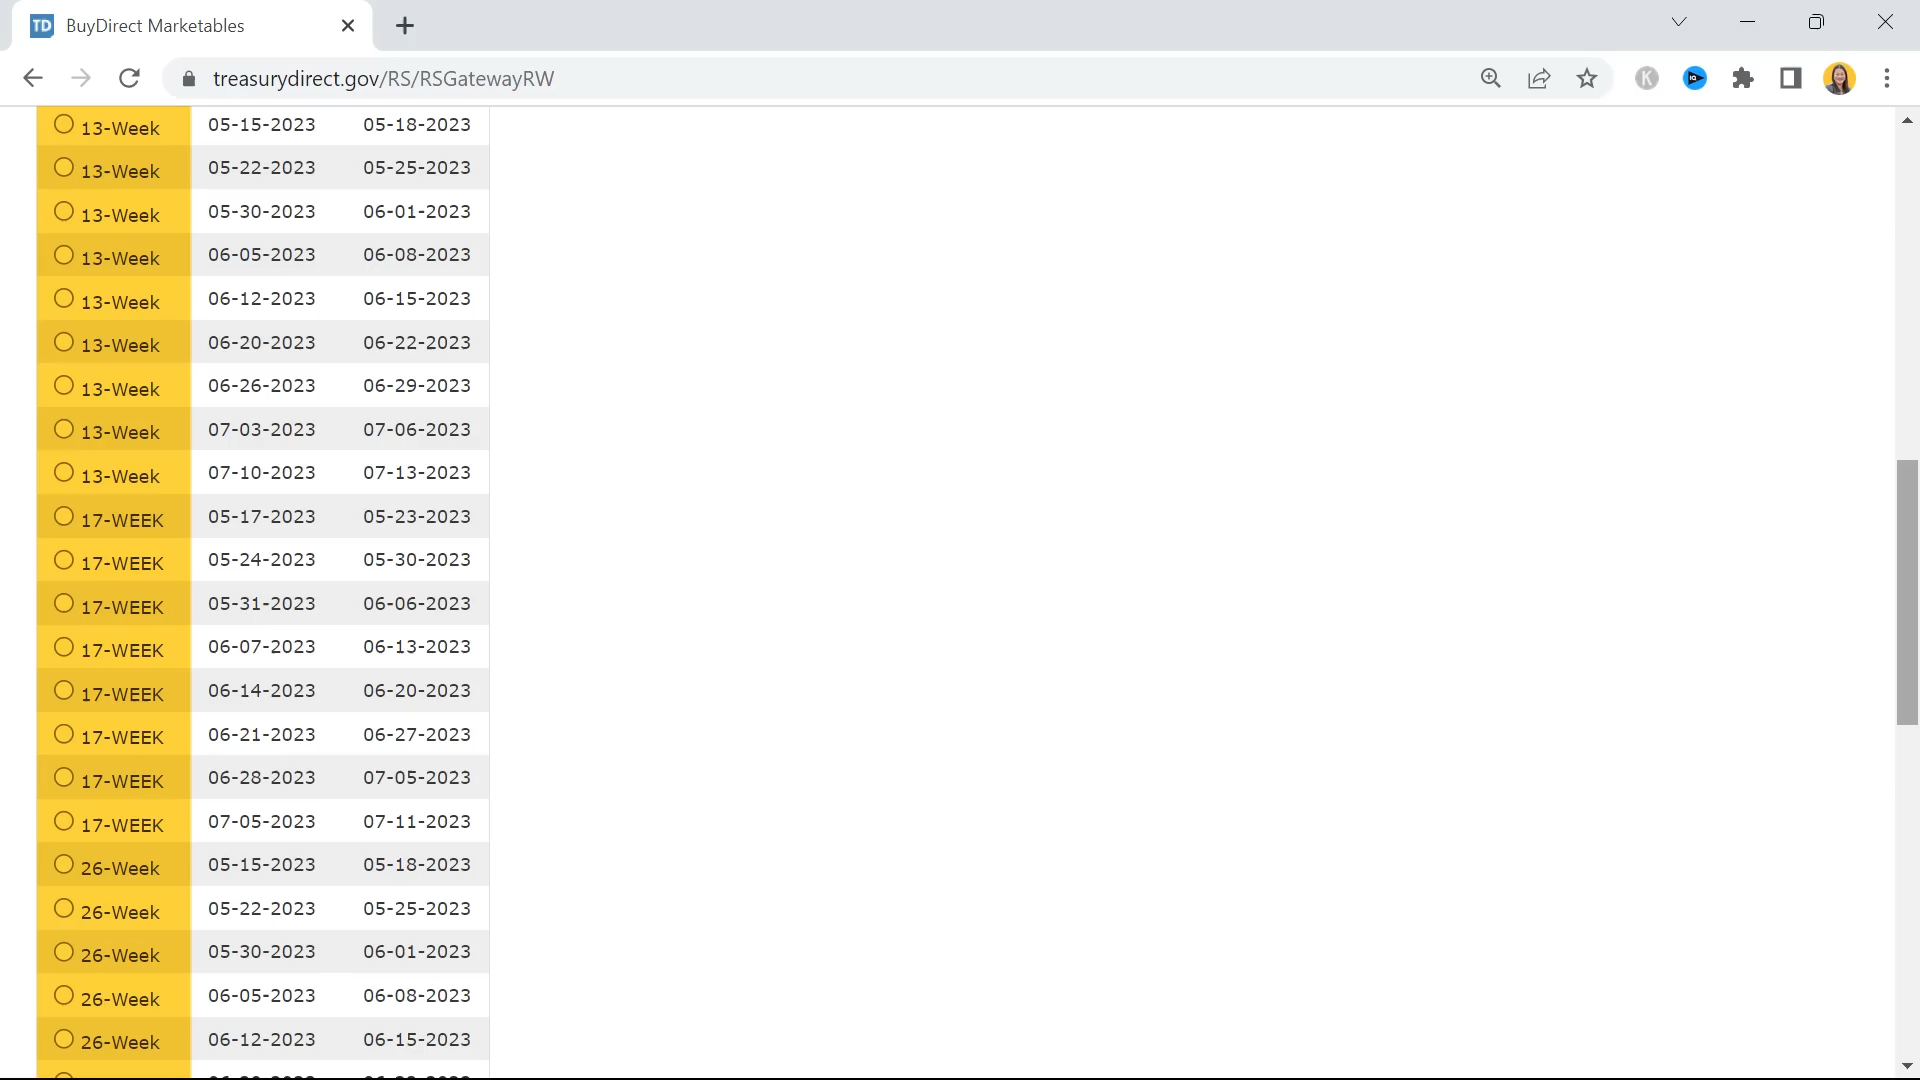 BuyDirect Marketables
treasurydirect.gov/RS/RSGatewayRW
13-Week 05-15-2023 05-18-2023
13-Week 05-22-2023 05-25-2023
13-Week 05-30-2023 06-01-2023
13-Week 06-05-2023 06-08-2023
13-Week 06-12-2023 06-15-2023
13-Week 06-20-2023 06-22-2023
13-Week 06-26-2023 06-29-2023
13-Week 07-03-2023 07-06-2023
13-Week 07-10-2023 07-13-2023
17-WEEK 05-17-2023 05-23-2023
17-WEEK 05-24-2023 05-30-2023
17-WEEK 05-31-2023 06-06-2023
17-WEEK 06-07-2023 06-13-2023
17-WEEK 06-14-2023 06-20-2023
17-WEEK 06-21-2023 06-27-2023
17-WEEK 06-28-2023 07-05-2023
17-WEEK 07-05-2023 07-11-2023
26-Week 05-15-2023 05-18-2023
26-Week 05-22-2023 05-25-2023
26-Week 05-30-2023 06-01-2023
26-Week 06-05-2023 06-08-2023
26-Week 06-12-2023 06-15-2023